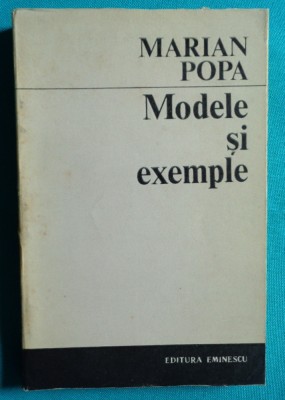 MARIAN
POPA
Modele
și
exemple
EDITURA EMINESCU